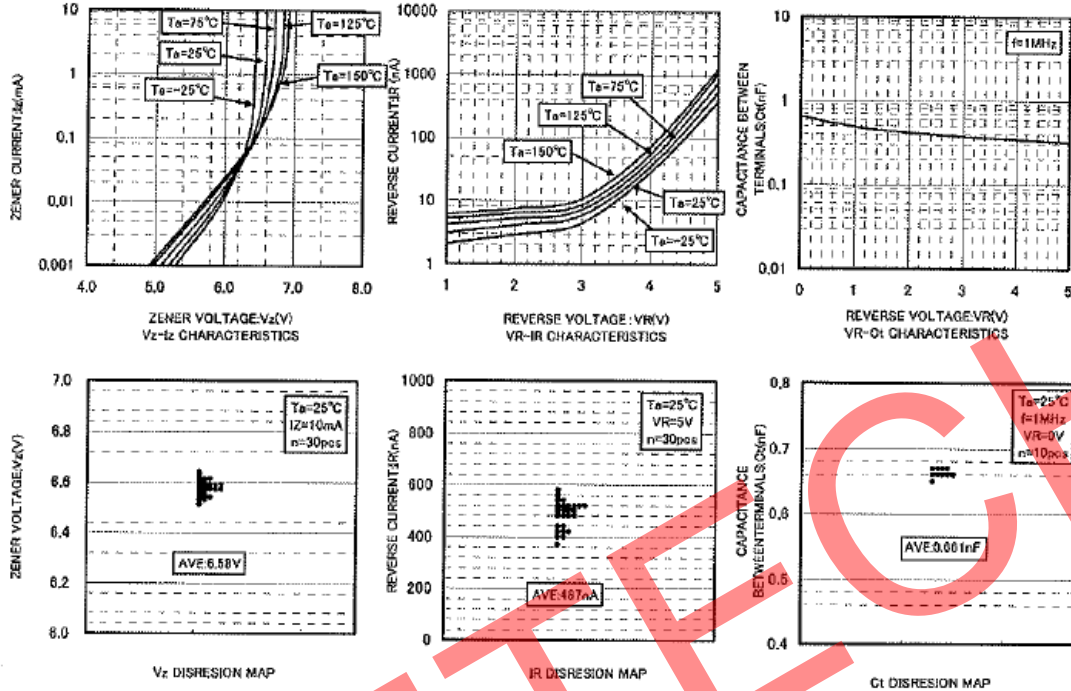 10
1
0.1
0,01
0.001
4.0
5.0
6.0
7.0
8.0
ZENER CURRENT:Iz(mA)
Ta=75℃
Ta=125℃
Ta=25℃
Ta=-25℃
Ta=150℃
ZENER VOLTAGE:Vz(V)
Vz-Iz CHARACTERISTICS
10000
1000
100
10
1
1
2
3
4
5
REVERSE CURRENT:IR (nA)
Ta=75℃
Ta=125℃
Ta=150℃
Ta=25℃
Ta=-25℃
REVERSE VOLTAGE:VR(V)
VR-IR CHARACTERISTICS
10
1
0.1
0.01
0
1
2
3
4
5
CAPACITANCE BETWEEN
TERMINALS,Ct(nF)
f=1MHz
REVERSE VOLTAGE:VR(V)
VR-Ct CHARACTERISTICS
7.0
6.8
6.6
6.4
6.2
6.0
ZENER VOLTAGE:Vz(V)
Ta=25℃
IZ=10mA
n=30pcs
AVE:6.58V
Vz DISRESION MAP
1000
800
600
400
200
0
REVERSE CURRENT:IR(nA)
Ta=25℃
VR=5V
n=30pcs
AVE:487nA
IR DISRESION MAP
0.8
0.7
0.6
0.5
0.4
CAPACITANCE
BETWEENTERMINALS,Ct(nF)
Ta=25℃
f=1MHz
VR=0V
n=10pcs
AVE:0.661nF
Ct DISRESION MAP
TECH